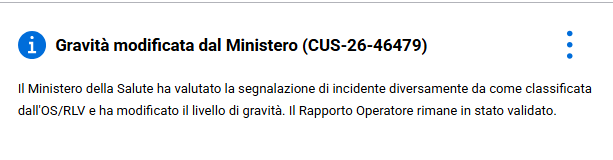 Gravità modificata dal Ministero (CUS-26-46479)
Il Ministero della Salute ha valutato la segnalazione di incidente diversamente da come classificata
dall'OS/RLV e ha modificato il livello di gravità. Il Rapporto Operatore rimane in stato validato.